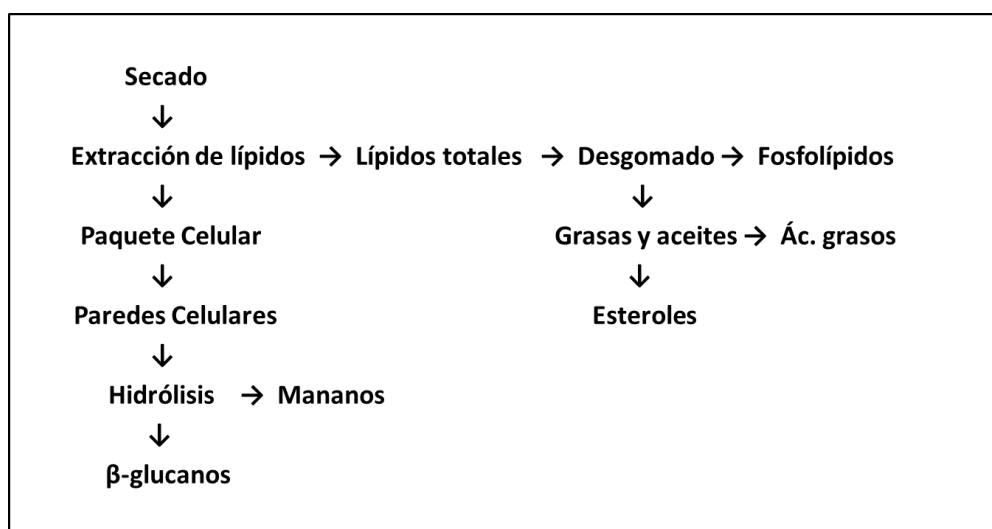 Secado
↓
Extracción de lípidos → Lípidos totales → Desgomado → Fosfolípidos
↓ ↓
Paquete Celular Grasas y aceites → Ác. grasos
↓ ↓
Paredes Celulares Esteroles
↓
Hidrólisis → Mananos
↓
β-glucanos